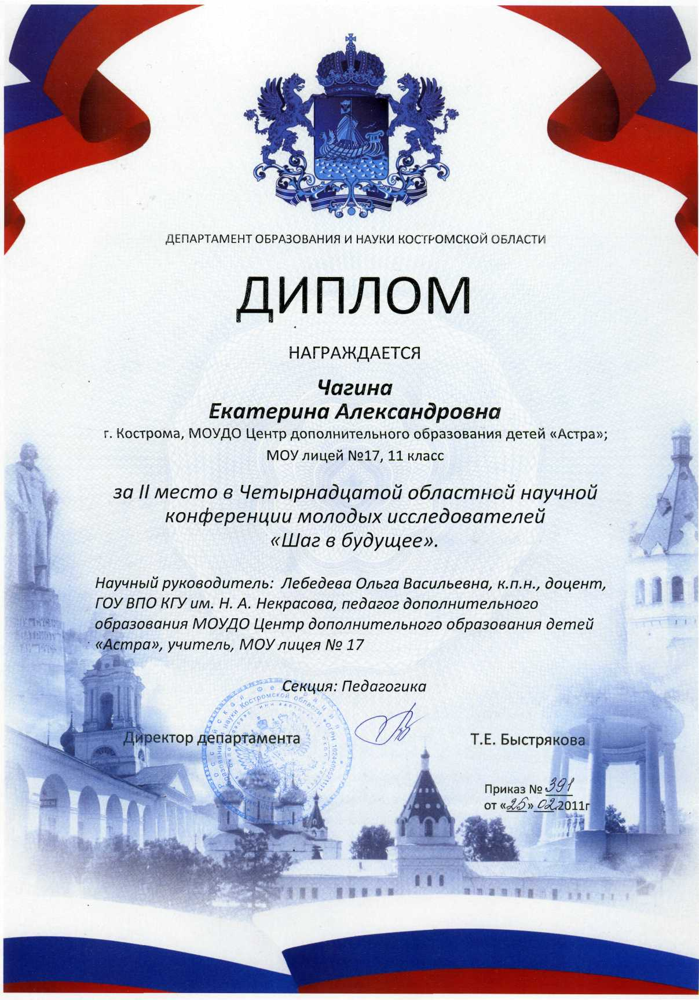 ДЕПАРТАМЕНТ ОБРАЗОВАНИЯ И НАУКИ КОСТРОМСКОЙ ОБЛАСТИ
ДИПЛОМ
НАГРАЖДАЕТСЯ
Чагина
Екатерина Александровна
г. Кострома, МОУДО Центр дополнительного образования детей «Астра»;
МОУ лицей №17, 11 класс
за II место в Четырнадцатой областной научной
конференции молодых исследователей
«Шаг в будущее».
Научный руководитель: Лебедева Ольга Васильевна, к.п.н., доцент,
ГОУ ВПО КГУ им. Н. А. Некрасова, педагог дополнительного
образования МОУДО Центр дополнительного образования детей
«Астра», учитель, МОУ лицея № 17
Секция: Педагогика
Российская Федерация
образования и науки Костромской области
Директор департамента
Т.Е. Быстрякова
Приказ № 391
от «25» 02.2011г